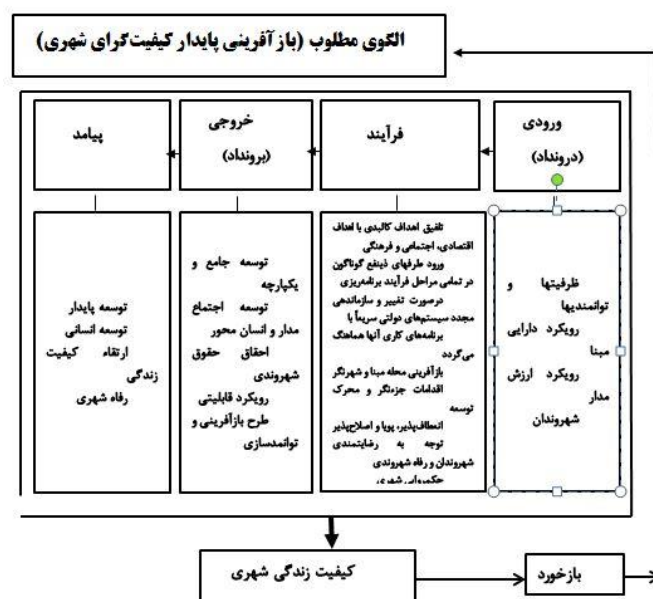 الگوی مطلوب (بازآفرینی پایدار کیفیت‌گرای شهری)
ورودی
(درونداد)
فرآیند
خروجی
(برونداد)
پیامد
ظرفیتها و
توانمندیها
رویکرد دارایی
مبنا
رویکرد ارزش
مدار
شهروندان
تلفیق اهداف کالبدی با اهداف
اقتصادی، اجتماعی و فرهنگی
ورود طرفهای ذینفع گوناگون
در تمامی مراحل فرآیند برنامه‌ریزی
درصورت تغییر و سازماندهی
مجدد سیستم‌های دولتی سریعاً با
برنامه‌های کاری آنها هماهنگ
می‌گردد
بازآفرینی محله مبنا و شهرنگر
اقدامات جزءنگر و محرک
توسعه
انعطاف‌پذیر، پویا و اصلاح‌پذیر
توجه به رضایتمندی
شهروندان و رفاه شهروندی
حکمروایی شهری
توسعه جامع و
یکپارچه
توسعه اجتماع
مدار و انسان محور
احقاق حقوق
شهروندی
رویکرد قابلیتی
طرح بازآفرینی و
توانمدسازی
توسعه پایدار
توسعه انسانی
ارتقاء کیفیت
زندگی
رفاه شهری
کیفیت زندگی شهری
بازخورد